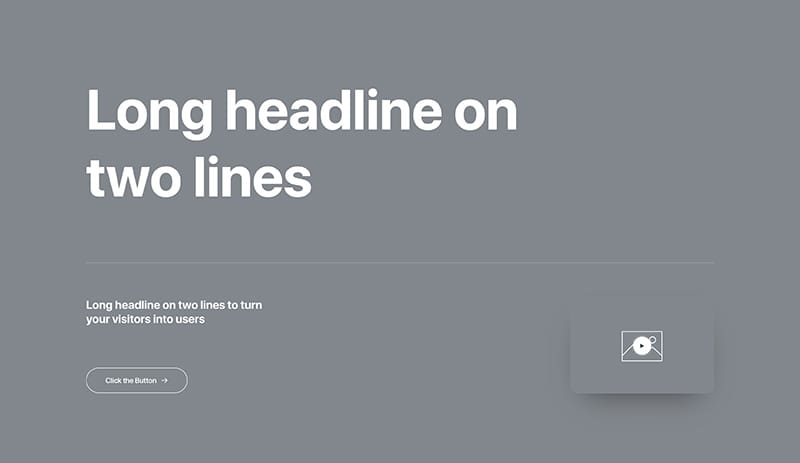 Long headline on
two lines
Long headline on two lines to turn
your visitors into users
Click the Button →